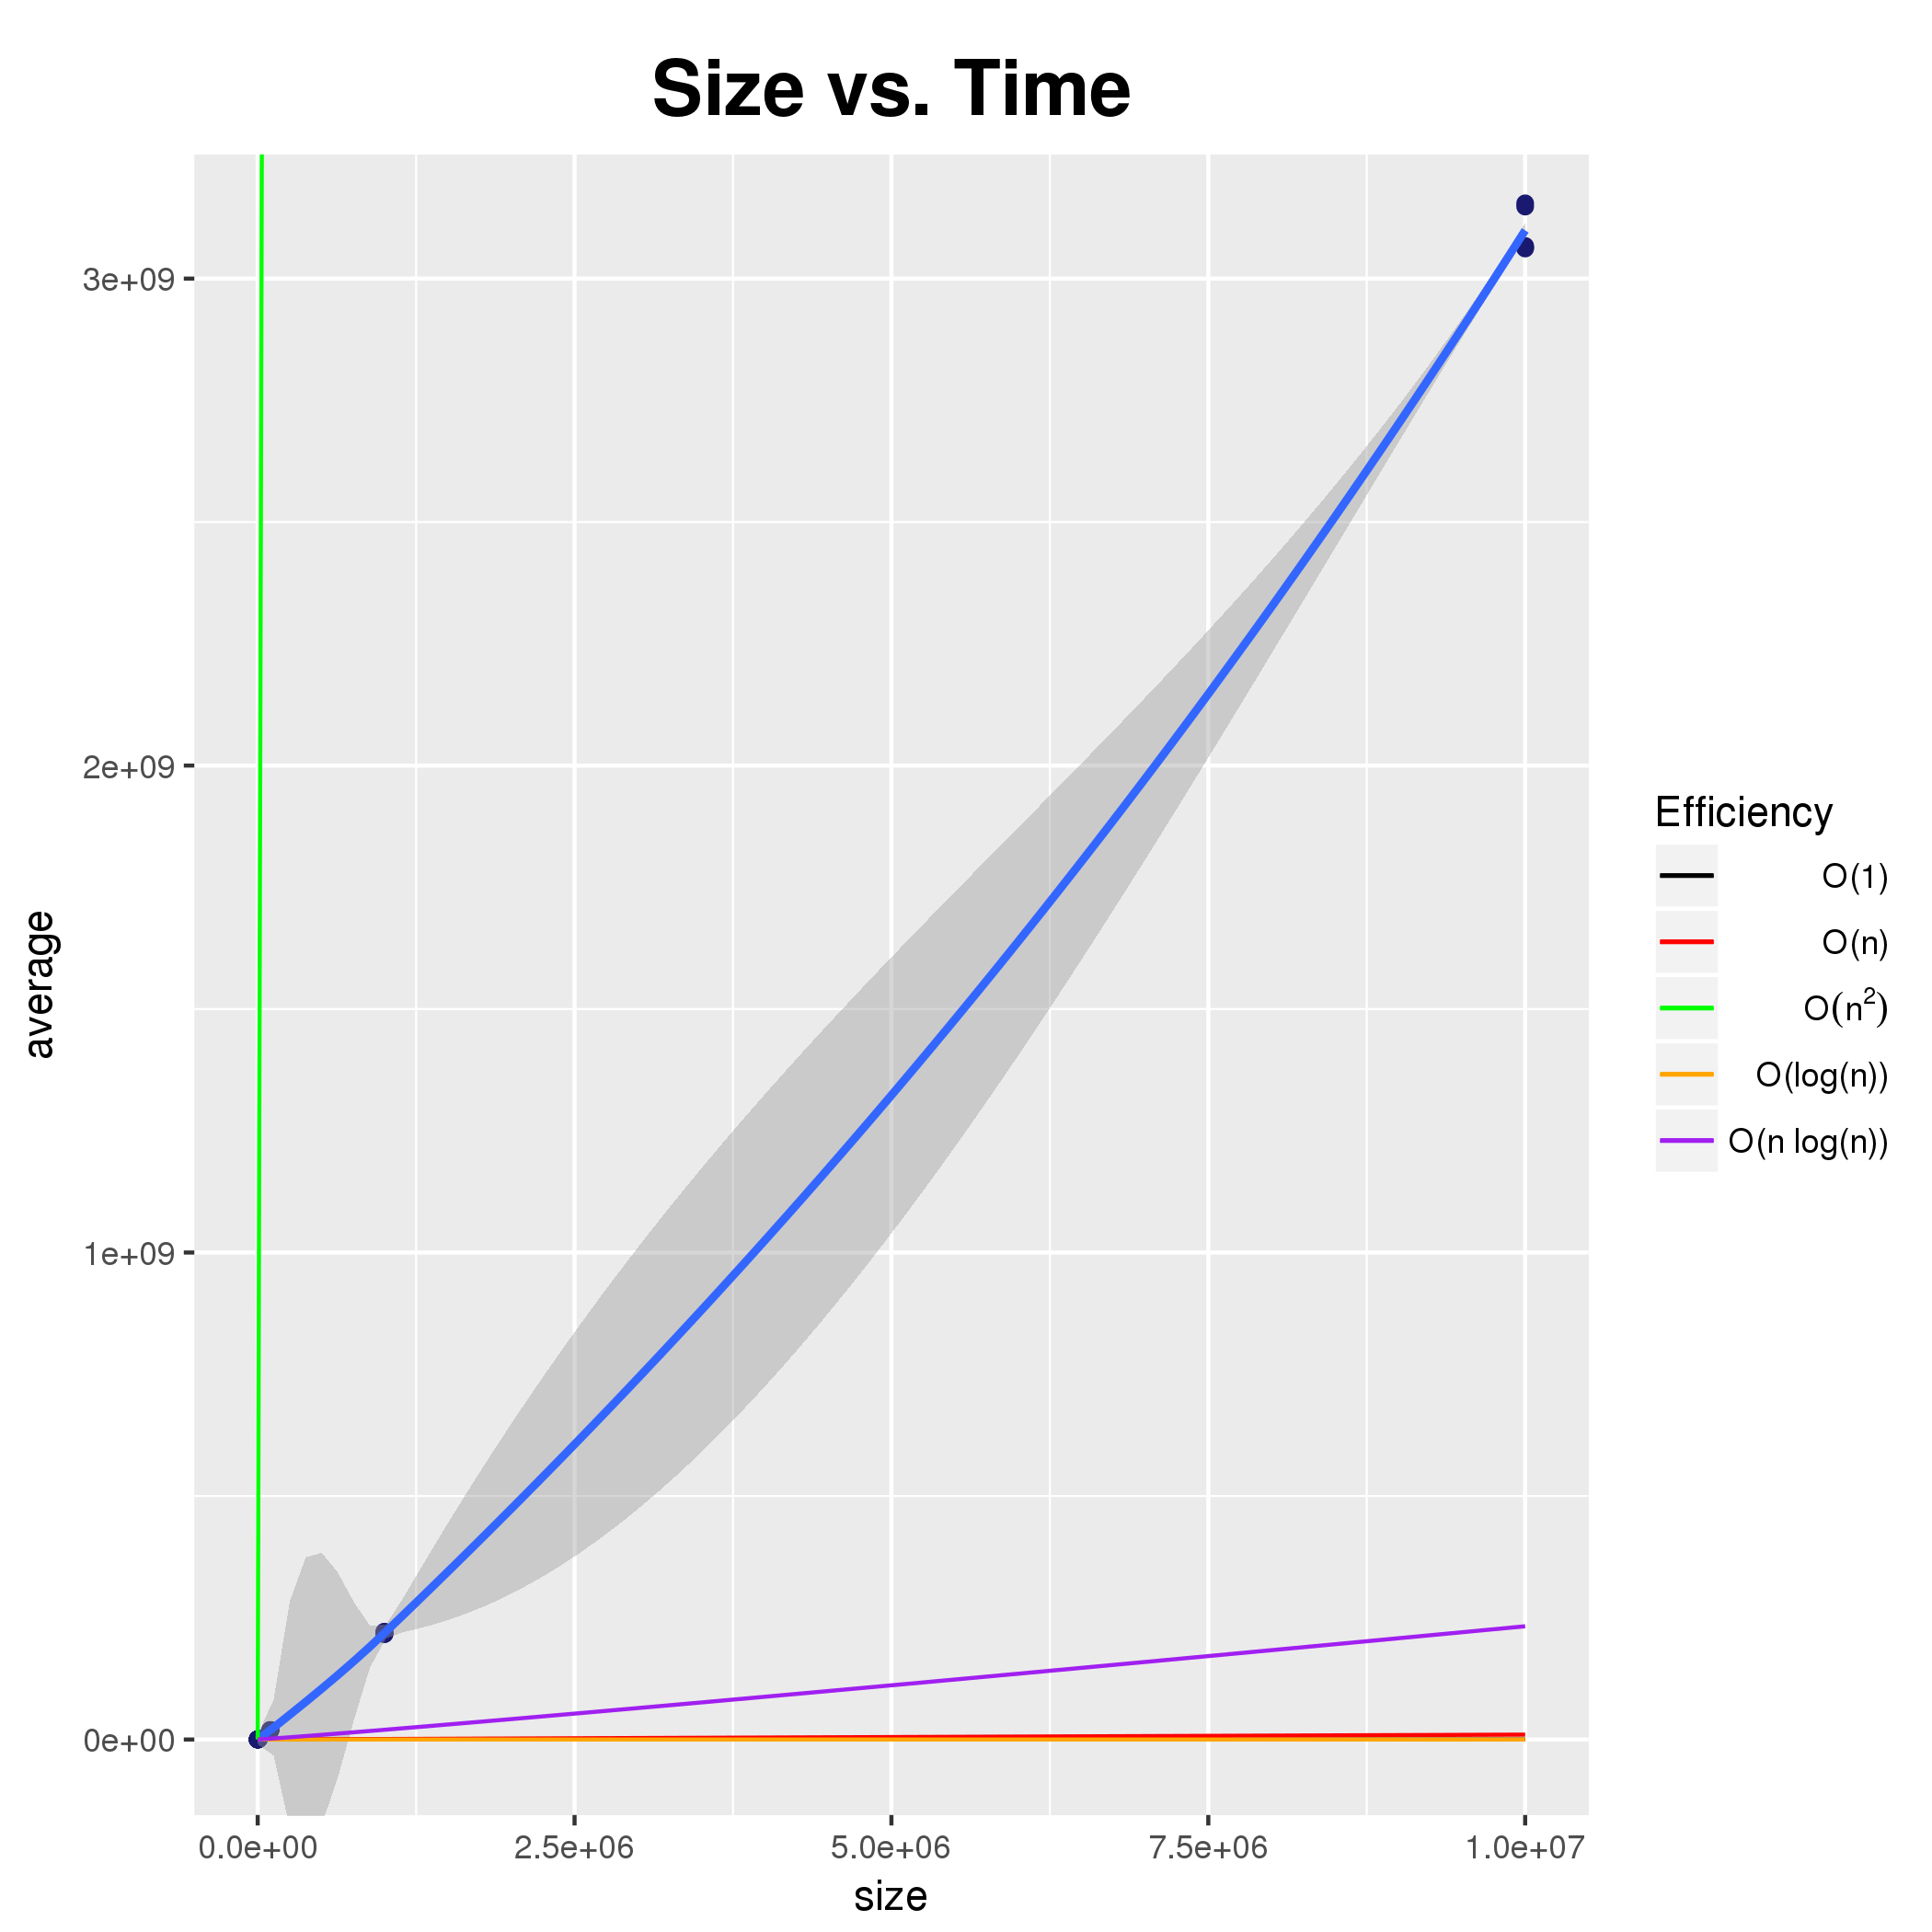 Size vs. Time
3e+09
2e+09
1e+09
0e+00
average
0.0e+00 2.5e+06 5.0e+06 7.5e+06 1.0e+07
size
Efficiency
O(1)
O(n)
O(n²)
O(log(n))
O(n log(n))